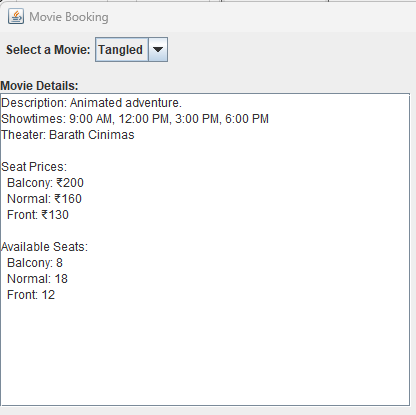 Movie Booking
Select a Movie: Tangled
Movie Details:
Description: Animated adventure.
Showtimes: 9:00 AM, 12:00 PM, 3:00 PM, 6:00 PM
Theater: Barath Cinimas
Seat Prices:
Balcony: ₹200
Normal: ₹160
Front: ₹130
Available Seats:
Balcony: 8
Normal: 18
Front: 12